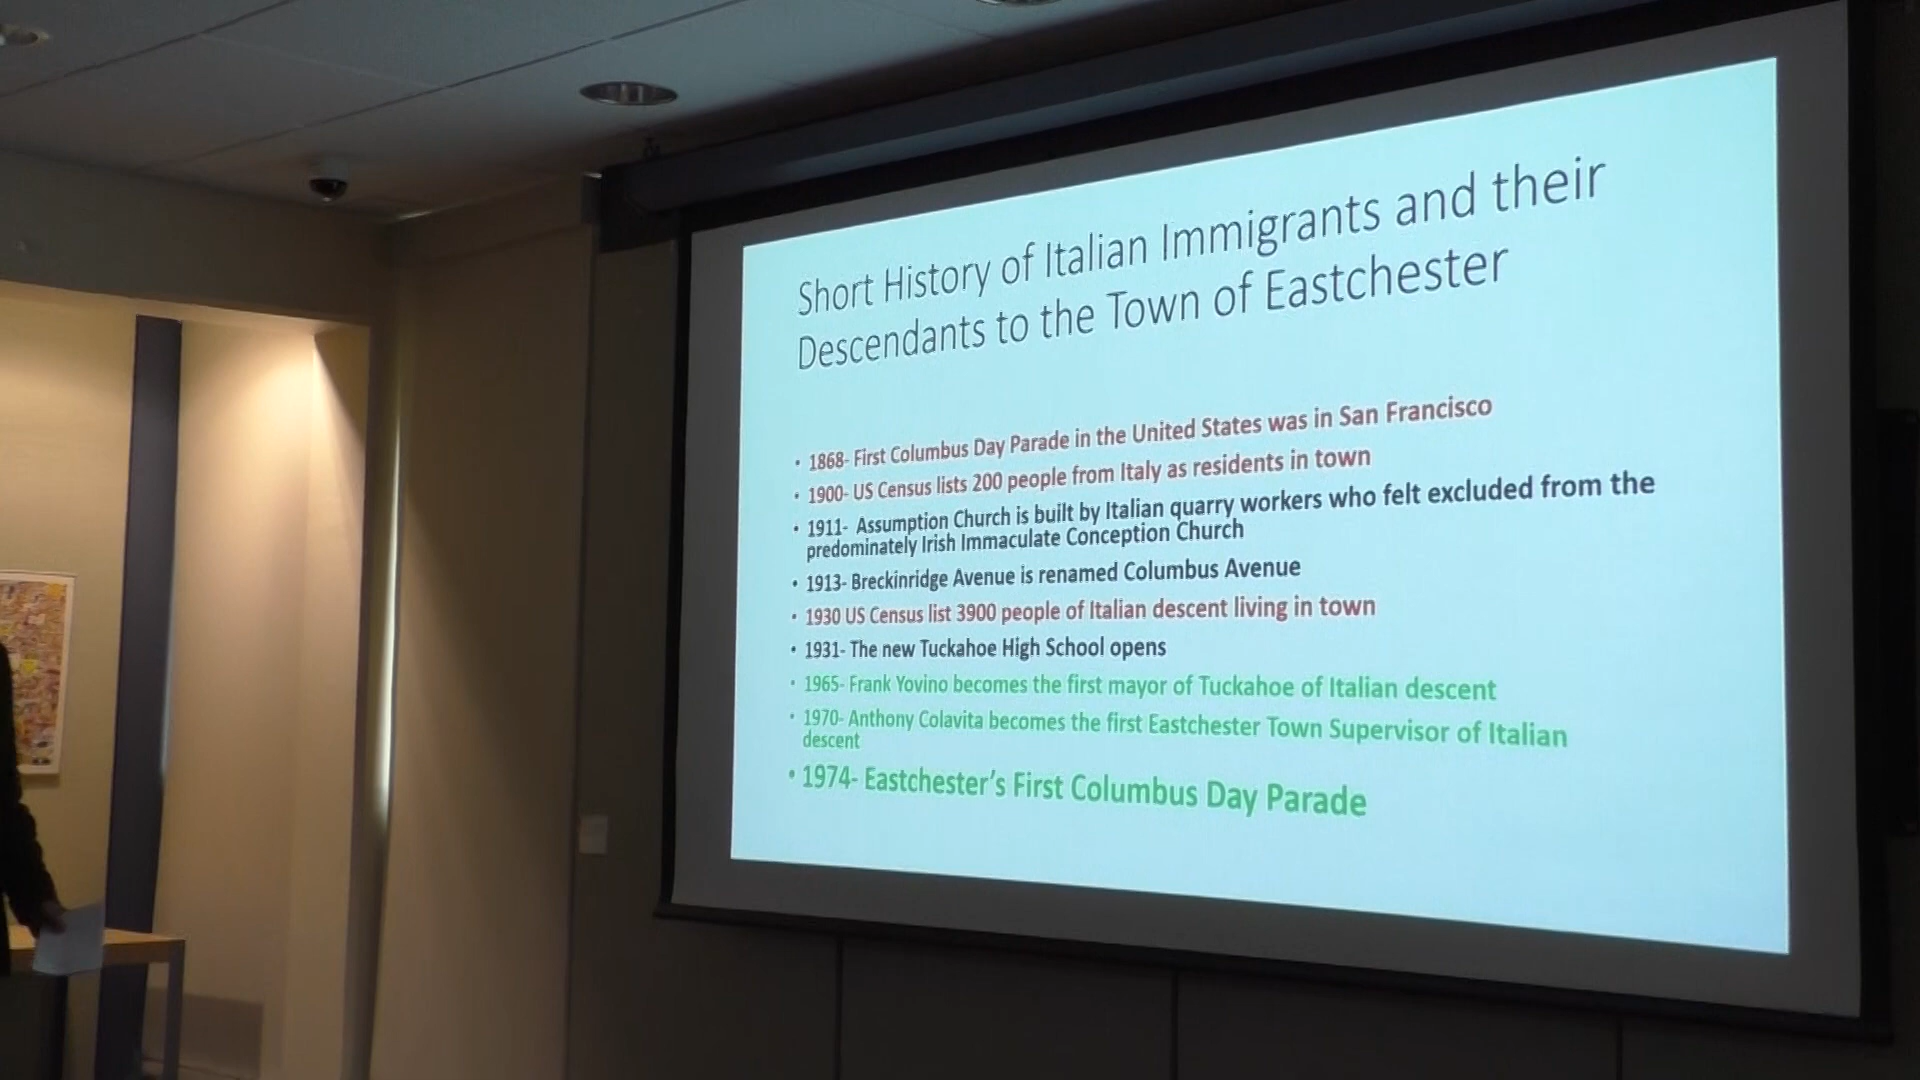 Short History of Italian Immigrants and their
Descendants to the Town of Eastchester
• 1868- First Columbus Day Parade in the United States was in San Francisco
• 1900- US Census lists 200 people from Italy as residents in town
• 1911- Assumption Church is built by Italian quarry workers who felt excluded from the
predominately Irish Immaculate Conception Church
• 1913- Breckinridge Avenue is renamed Columbus Avenue
• 1930 US Census list 3900 people of Italian descent living in town
• 1931- The new Tuckahoe High School opens
• 1965- Frank Yovino becomes the first mayor of Tuckahoe of Italian descent
• 1970- Anthony Colavita becomes the first Eastchester Town Supervisor of Italian
descent
• 1974- Eastchester's First Columbus Day Parade